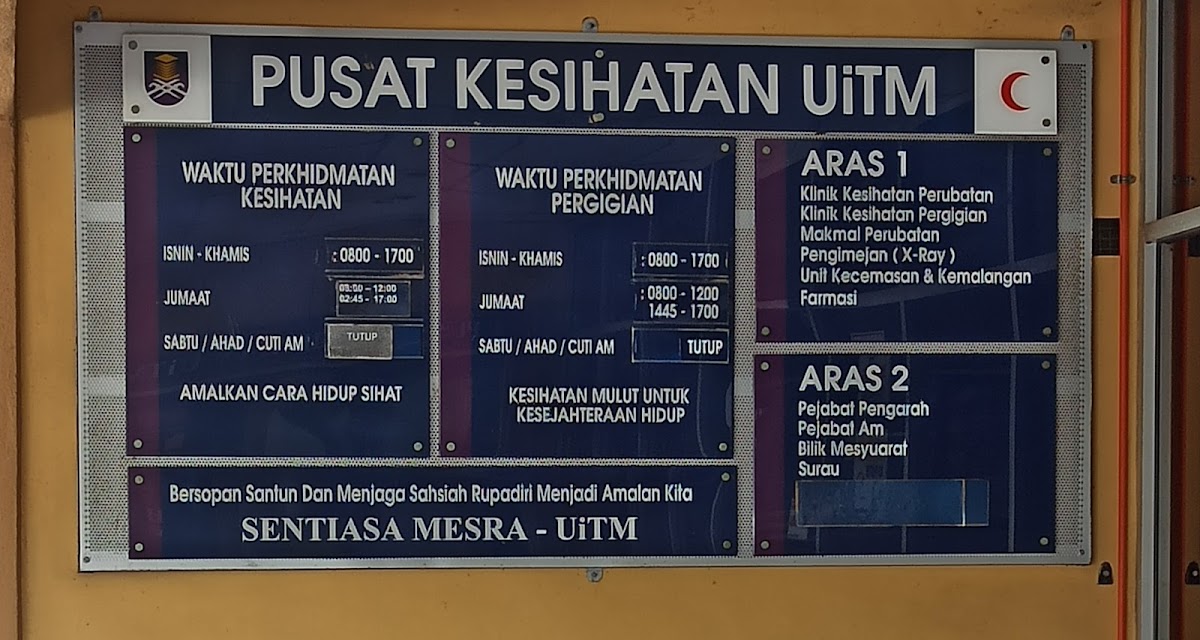 PUSAT KESIHATAN UiTM
WAKTU PERKHIDMATAN
KESIHATAN
ISNIN - KHAMIS : 0800 - 1700
JUMAAT 08:00 - 12:00
02:45 - 17:00
SABTU / AHAD / CUTI AM TUTUP
AMALKAN CARA HIDUP SIHAT
WAKTU PERKHIDMATAN
PERGIGIAN
ISNIN - KHAMIS : 0800 - 1700
JUMAAT : 0800 - 1200
1445 - 1700
SABTU / AHAD / CUTI AM TUTUP
KESIHATAN MULUT UNTUK
KESEJAHTERAAN HIDUP
ARAS 1
Klinik Kesihatan Perubatan
Klinik Kesihatan Pergigian
Makmal Perubatan
Pengimejan ( X-Ray )
Unit Kecemasan & Kemalangan
Farmasi
ARAS 2
Pejabat Pengarah
Pejabat Am
Bilik Mesyuarat
Surau
Bersopan Santun Dan Menjaga Sahsiah Rupadiri Menjadi Amalan Kita
SENTIASA MESRA - UiTM